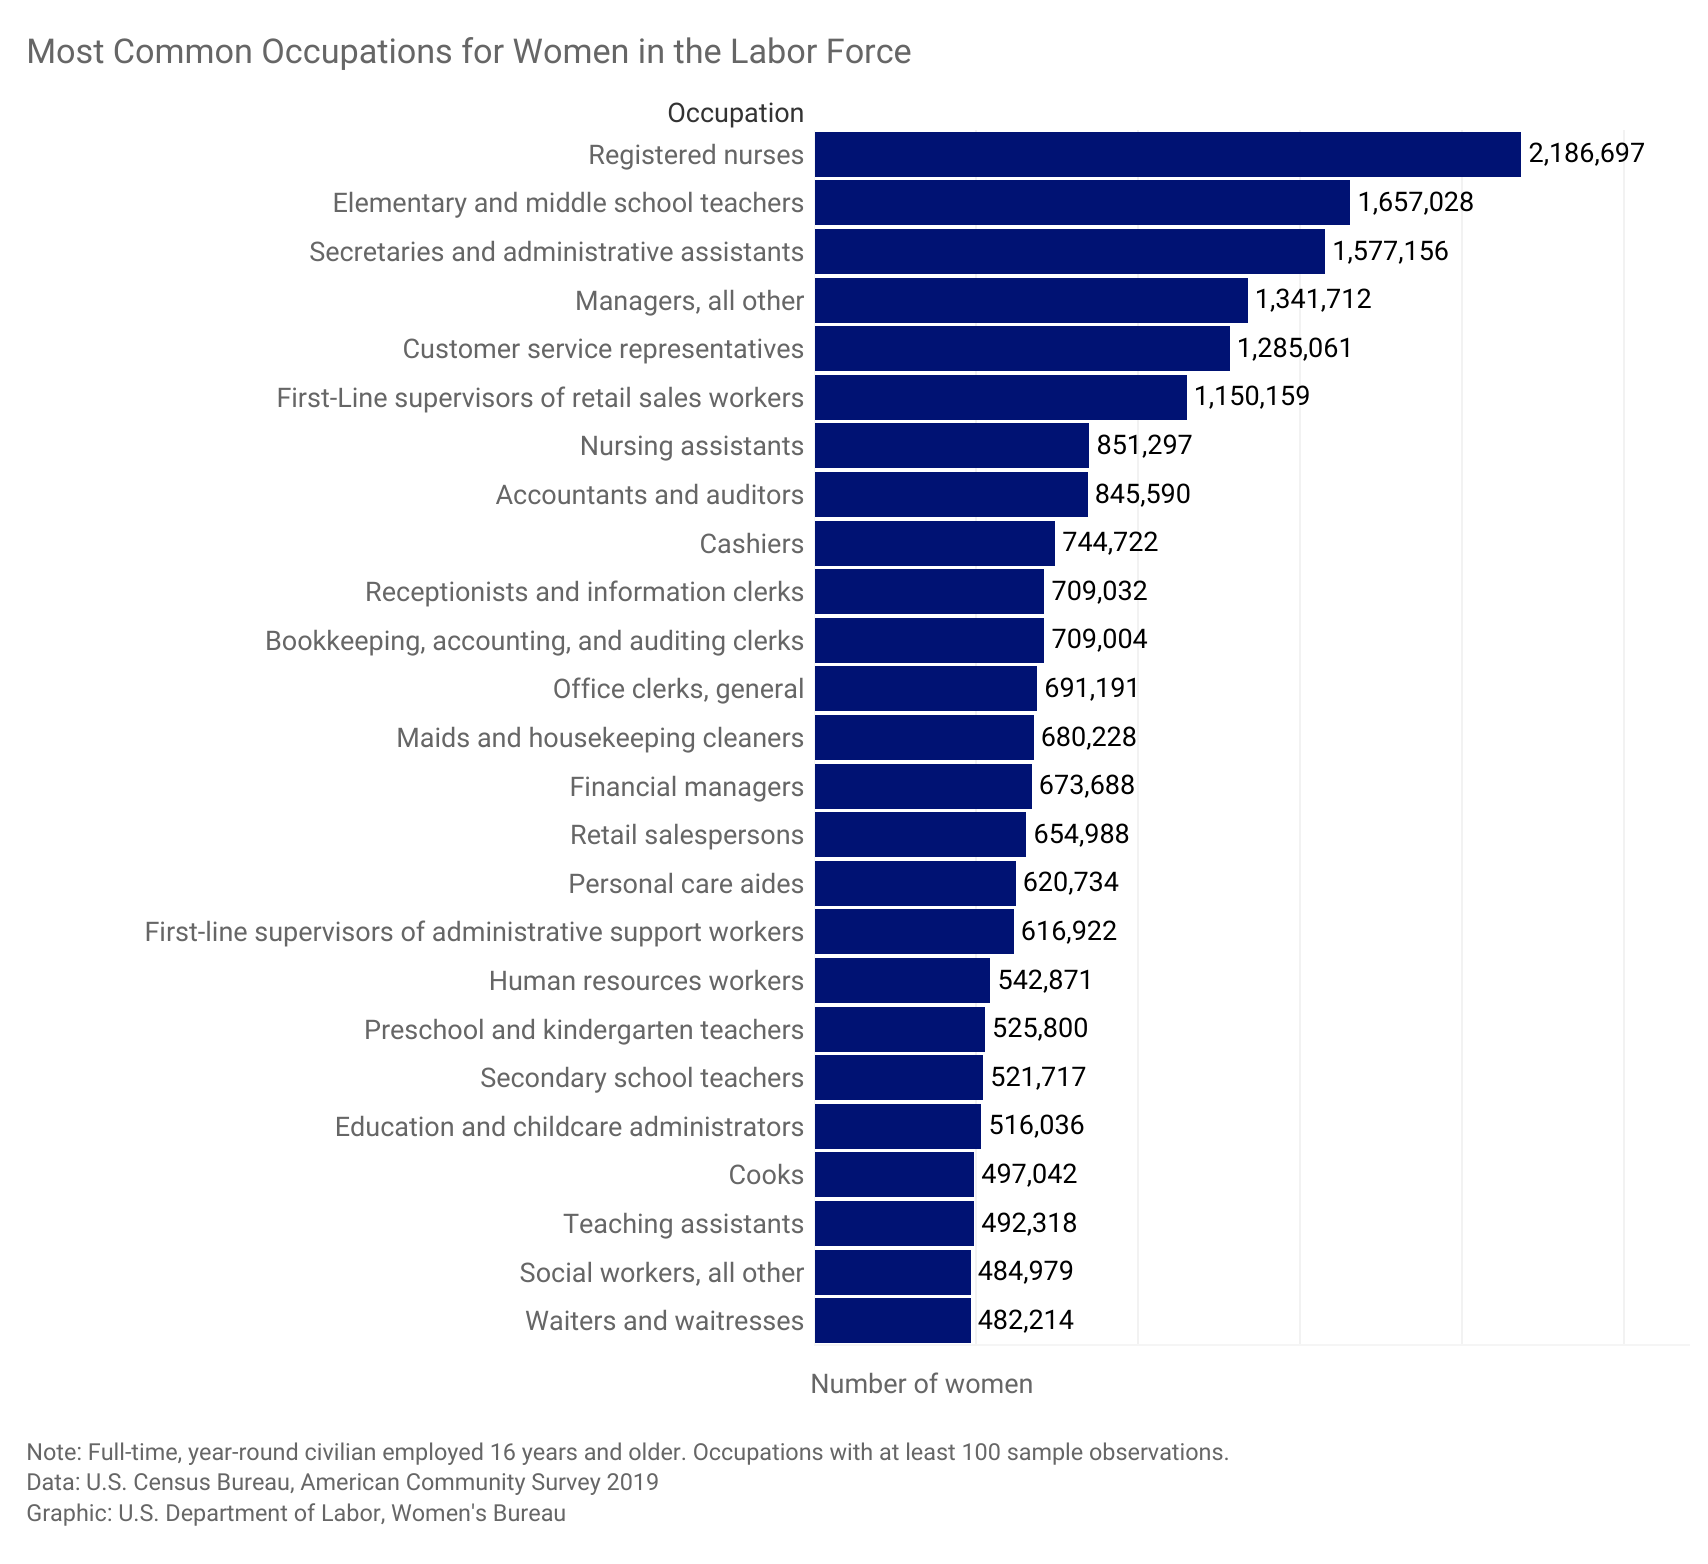 Most Common Occupations for Women in the Labor Force
Occupation
Registered nurses 2,186,697
Elementary and middle school teachers 1,657,028
Secretaries and administrative assistants 1,577,156
Managers, all other 1,341,712
Customer service representatives 1,285,061
First-Line supervisors of retail sales workers 1,150,159
Nursing assistants 851,297
Accountants and auditors 845,590
Cashiers 744,722
Receptionists and information clerks 709,032
Bookkeeping, accounting, and auditing clerks 709,004
Office clerks, general 691,191
Maids and housekeeping cleaners 680,228
Financial managers 673,688
Retail salespersons 654,988
Personal care aides 620,734
First-line supervisors of administrative support workers 616,922
Human resources workers 542,871
Preschool and kindergarten teachers 525,800
Secondary school teachers 521,717
Education and childcare administrators 516,036
Cooks 497,042
Teaching assistants 492,318
Social workers, all other 484,979
Waiters and waitresses 482,214
Number of women
Note: Full-time, year-round civilian employed 16 years and older. Occupations with at least 100 sample observations.
Data: U.S. Census Bureau, American Community Survey 2019
Graphic: U.S. Department of Labor, Women's Bureau